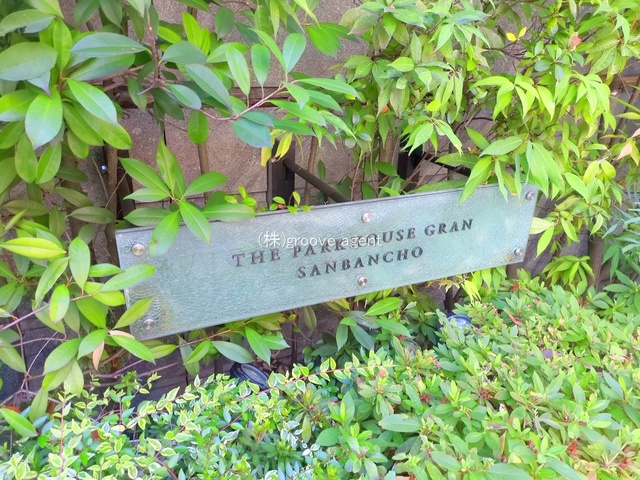 THE PARKHOUSE GRAN
SANBANCHO
(株)groove agent